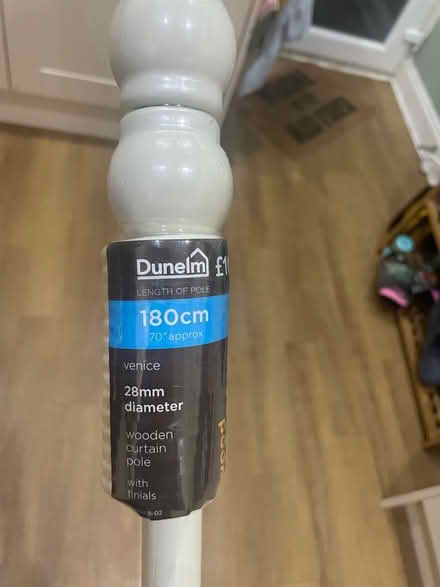 Dunelm
LENGTH OF POLE
180cm
70" approx
venice
28mm
diameter
wooden
curtain
pole
with
finials